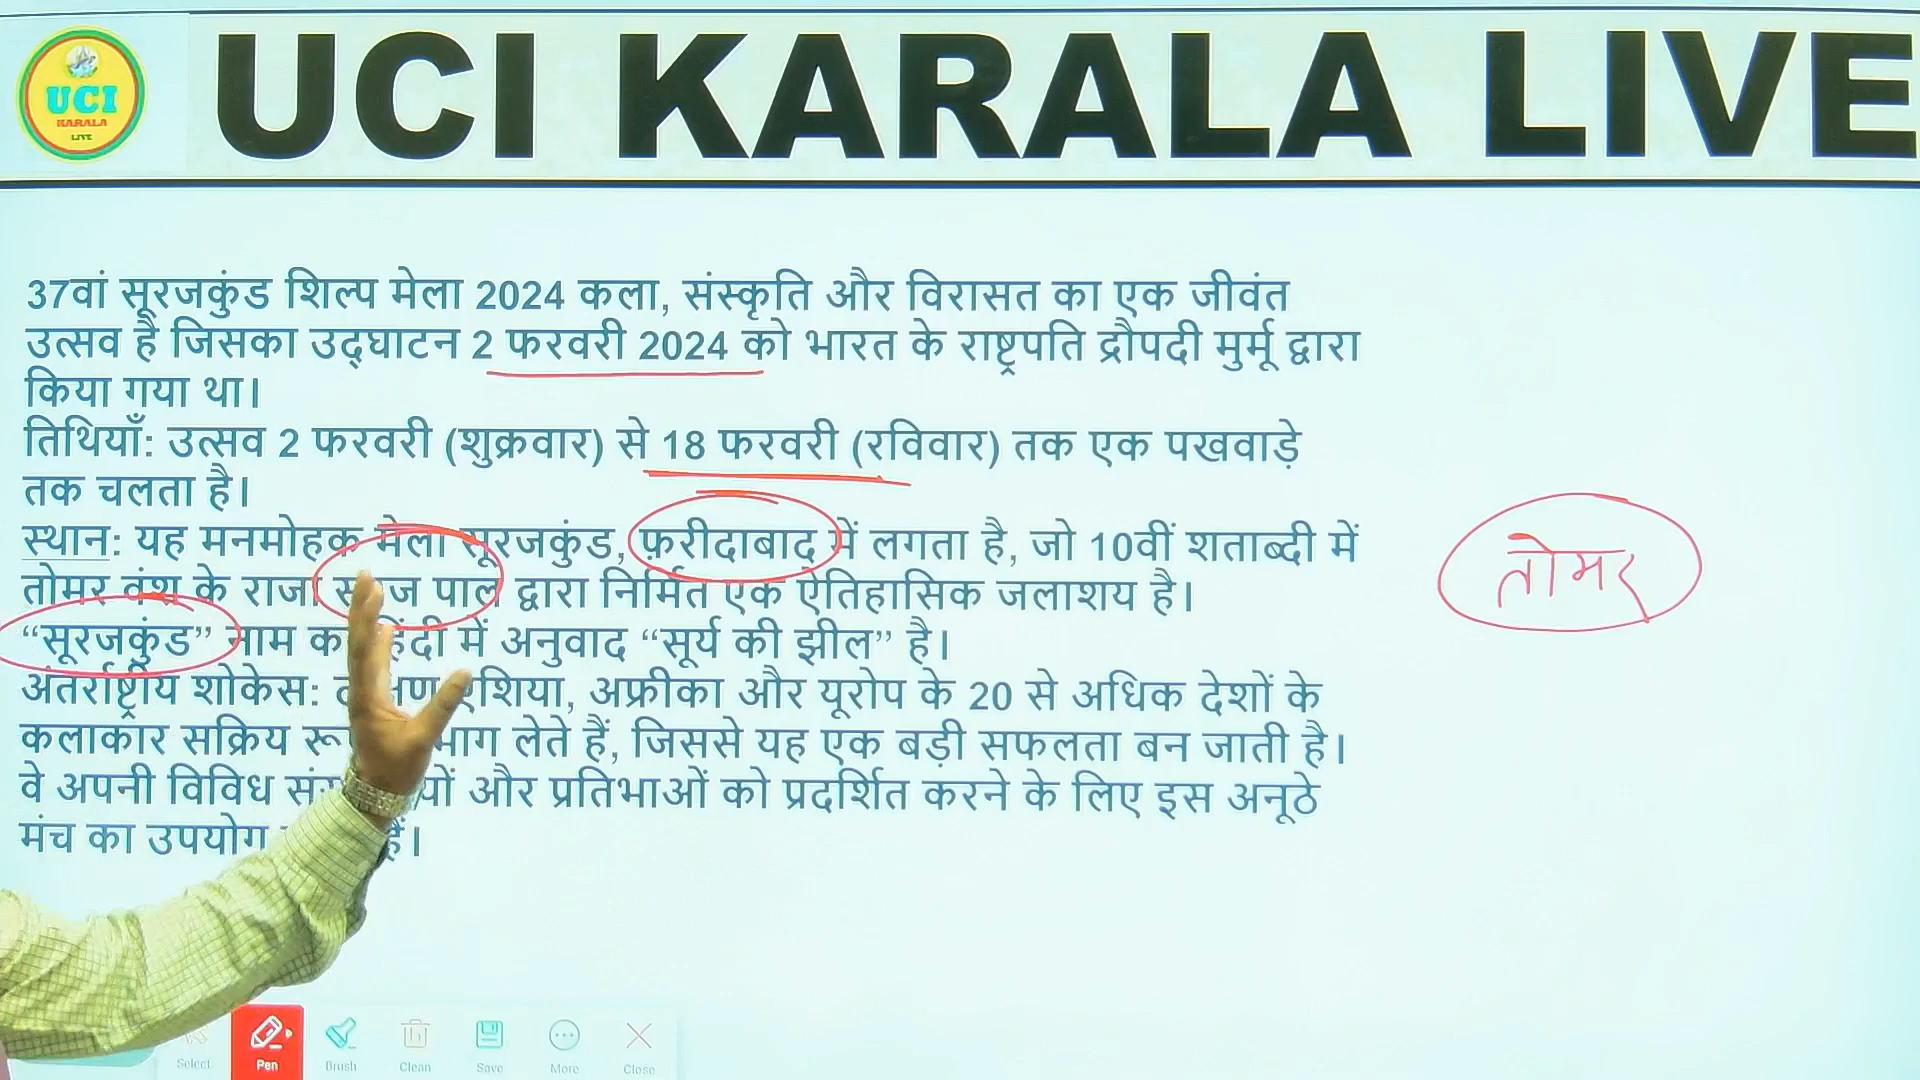 UCI KARALA LIVE
UCI
KARALA
LIVE
37वां सूरजकुंड शिल्प मेला 2024 कला, संस्कृति और विरासत का एक जीवंत
उत्सव है जिसका उद्घाटन 2 फरवरी 2024 को भारत के राष्ट्रपति द्रौपदी मुर्मू द्वारा
किया गया था।
तिथियाँ: उत्सव 2 फरवरी (शुक्रवार) से 18 फरवरी (रविवार) तक एक पखवाड़े
तक चलता है।
स्थान: यह मनमोहक मेला सूरजकुंड, फ़रीदाबाद में लगता है, जो 10वीं शताब्दी में
तोमर वंश के राजा पाल द्वारा निर्मित एक ऐतिहासिक जलाशय है।
तोमर
“सूरजकुंड” नाम हिंदी में अनुवाद “सूर्य की झील” है।
अंतर्राष्ट्रीय शोकेस: एशिया, अफ्रीका और यूरोप के 20 से अधिक देशों के
कलाकार सक्रिय भाग लेते हैं, जिससे यह एक बड़ी सफलता बन जाती है।
वे अपनी विविध और प्रतिभाओं को प्रदर्शित करने के लिए इस अनूठे
मंच का उपयोग हैं।
Select Pen Brush Clean Save More Close